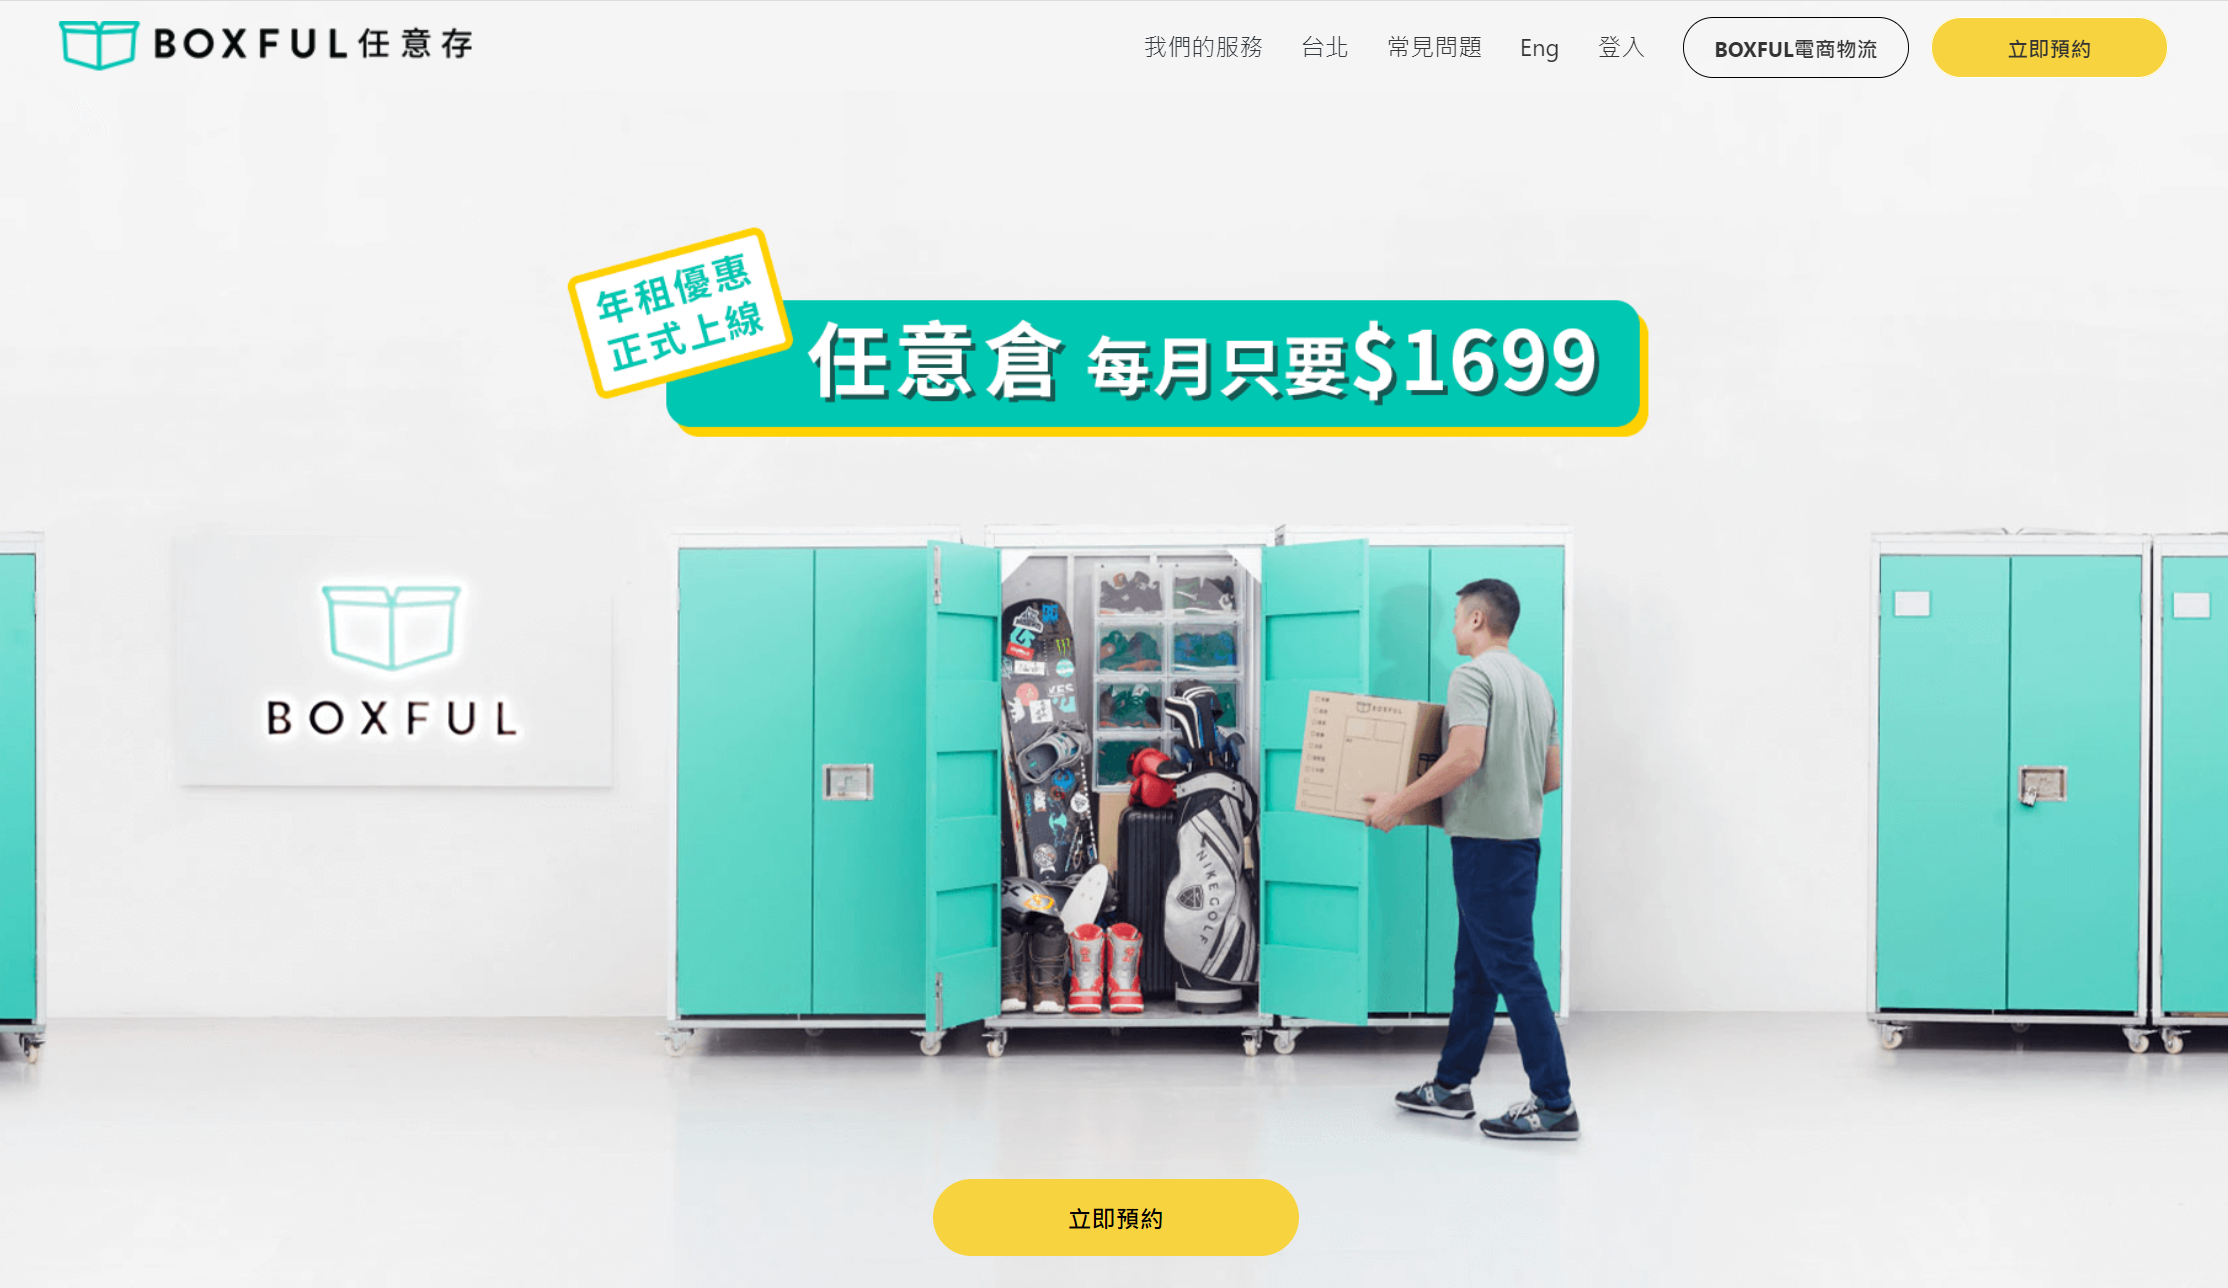 BOXFUL任意存
我們的服務
台北
常見問題
Eng
登入
BOXFUL電商物流
立即預約
年租優惠
正式上線
任意倉 每月只要$1699
BOXFUL
BOXFUL
NIKE GOLF
立即預約